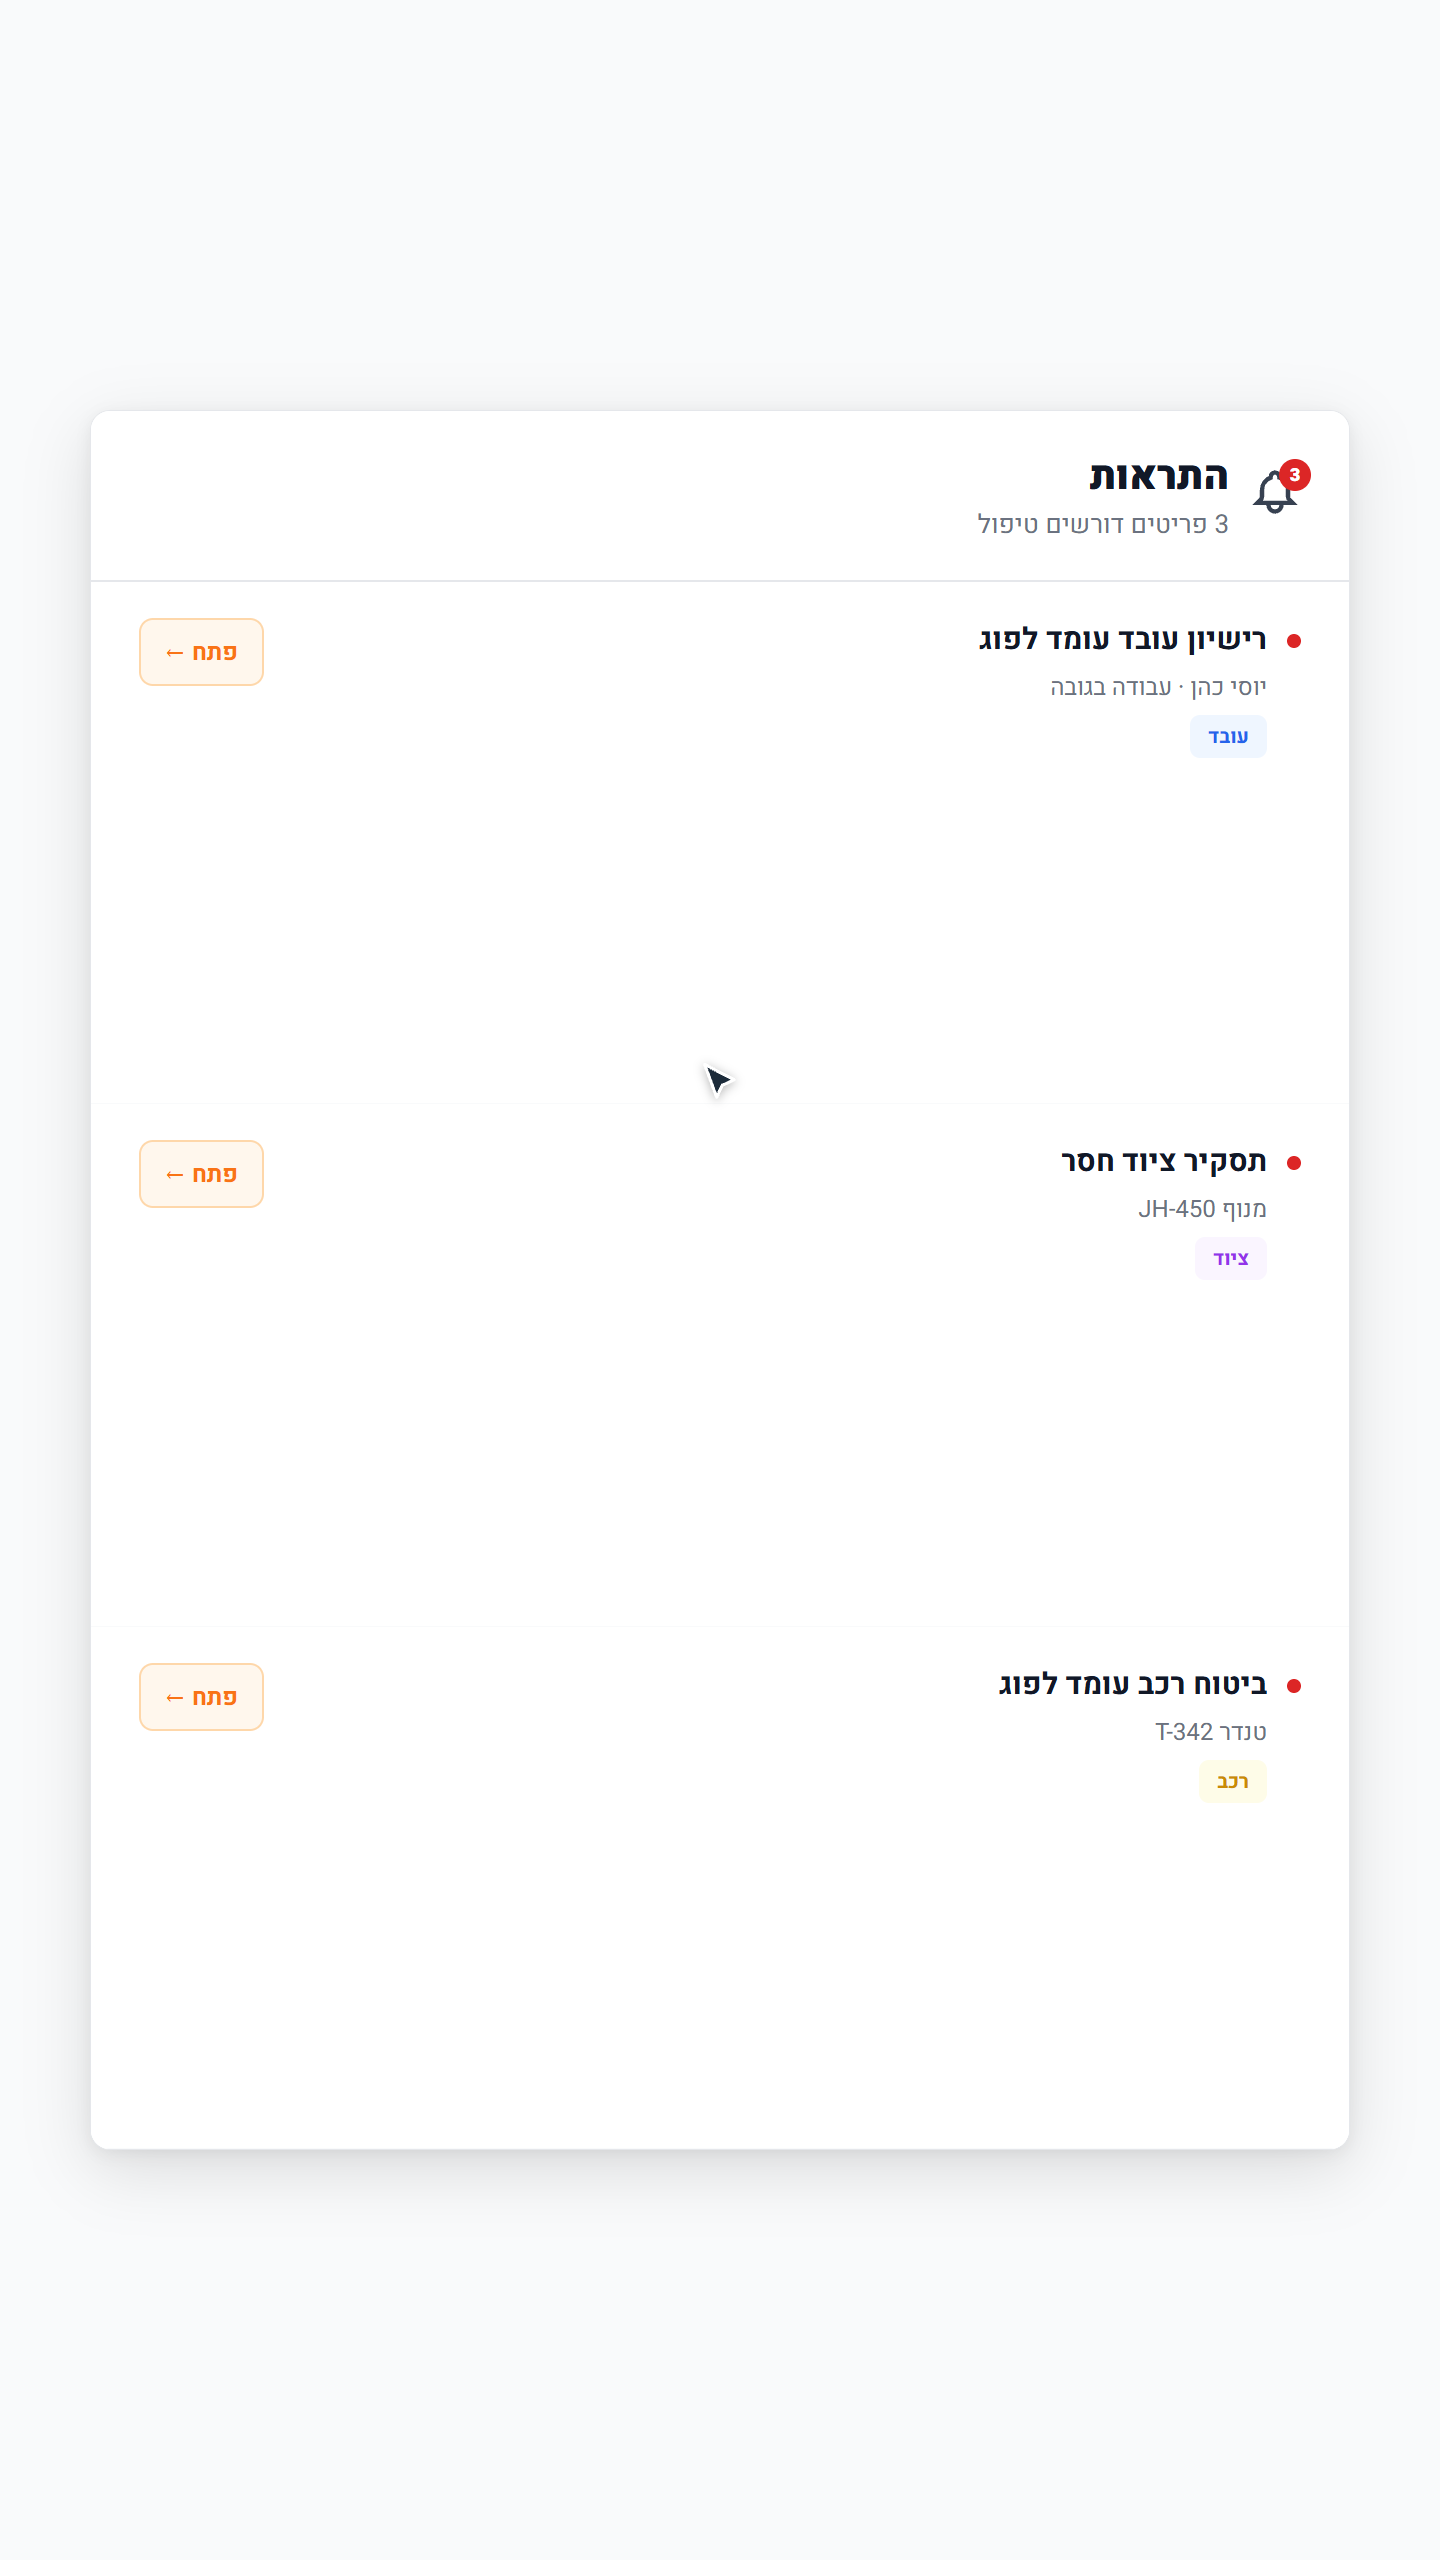 3
התראות
3 פריטים דורשים טיפול
רישיון עובד עומד לפוג
יוסי כהן · עבודה בגובה
עובד
פתח ←
תסקיר ציוד חסר
מנוף JH-450
ציוד
פתח ←
ביטוח רכב עומד לפוג
טנדר T-342
רכב
פתח ←